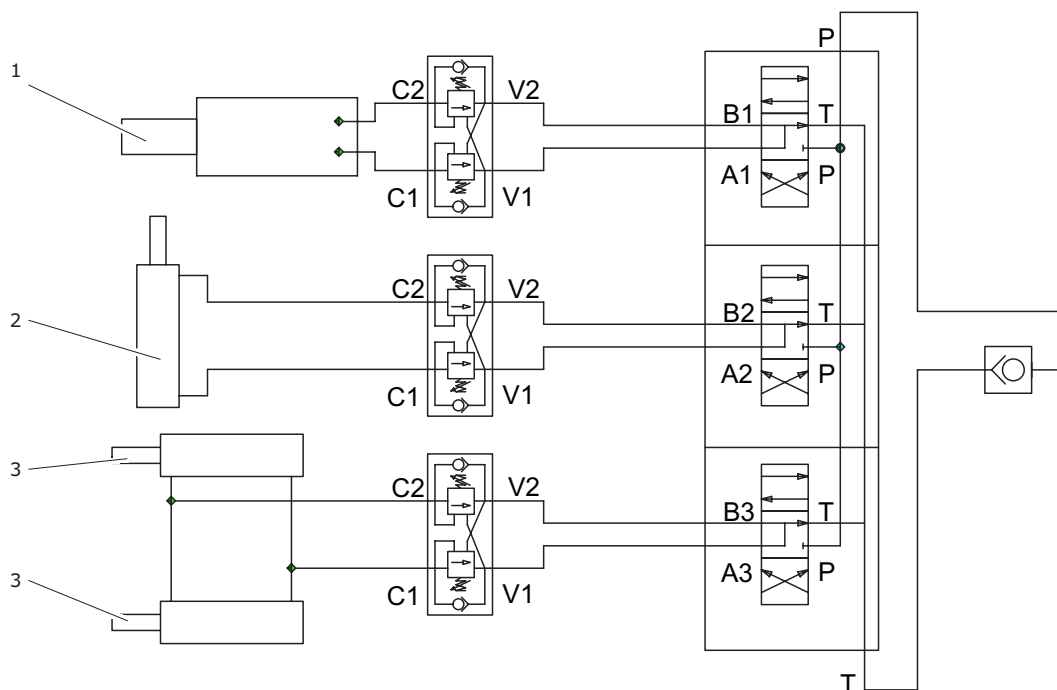 P
1
C2 V2 B1 T
C1 V1 A1 P
2
C2 V2 B2 T
C1 V1 A2 P
3
C2 V2 B3 T
C1 V1 A3 P
3
T